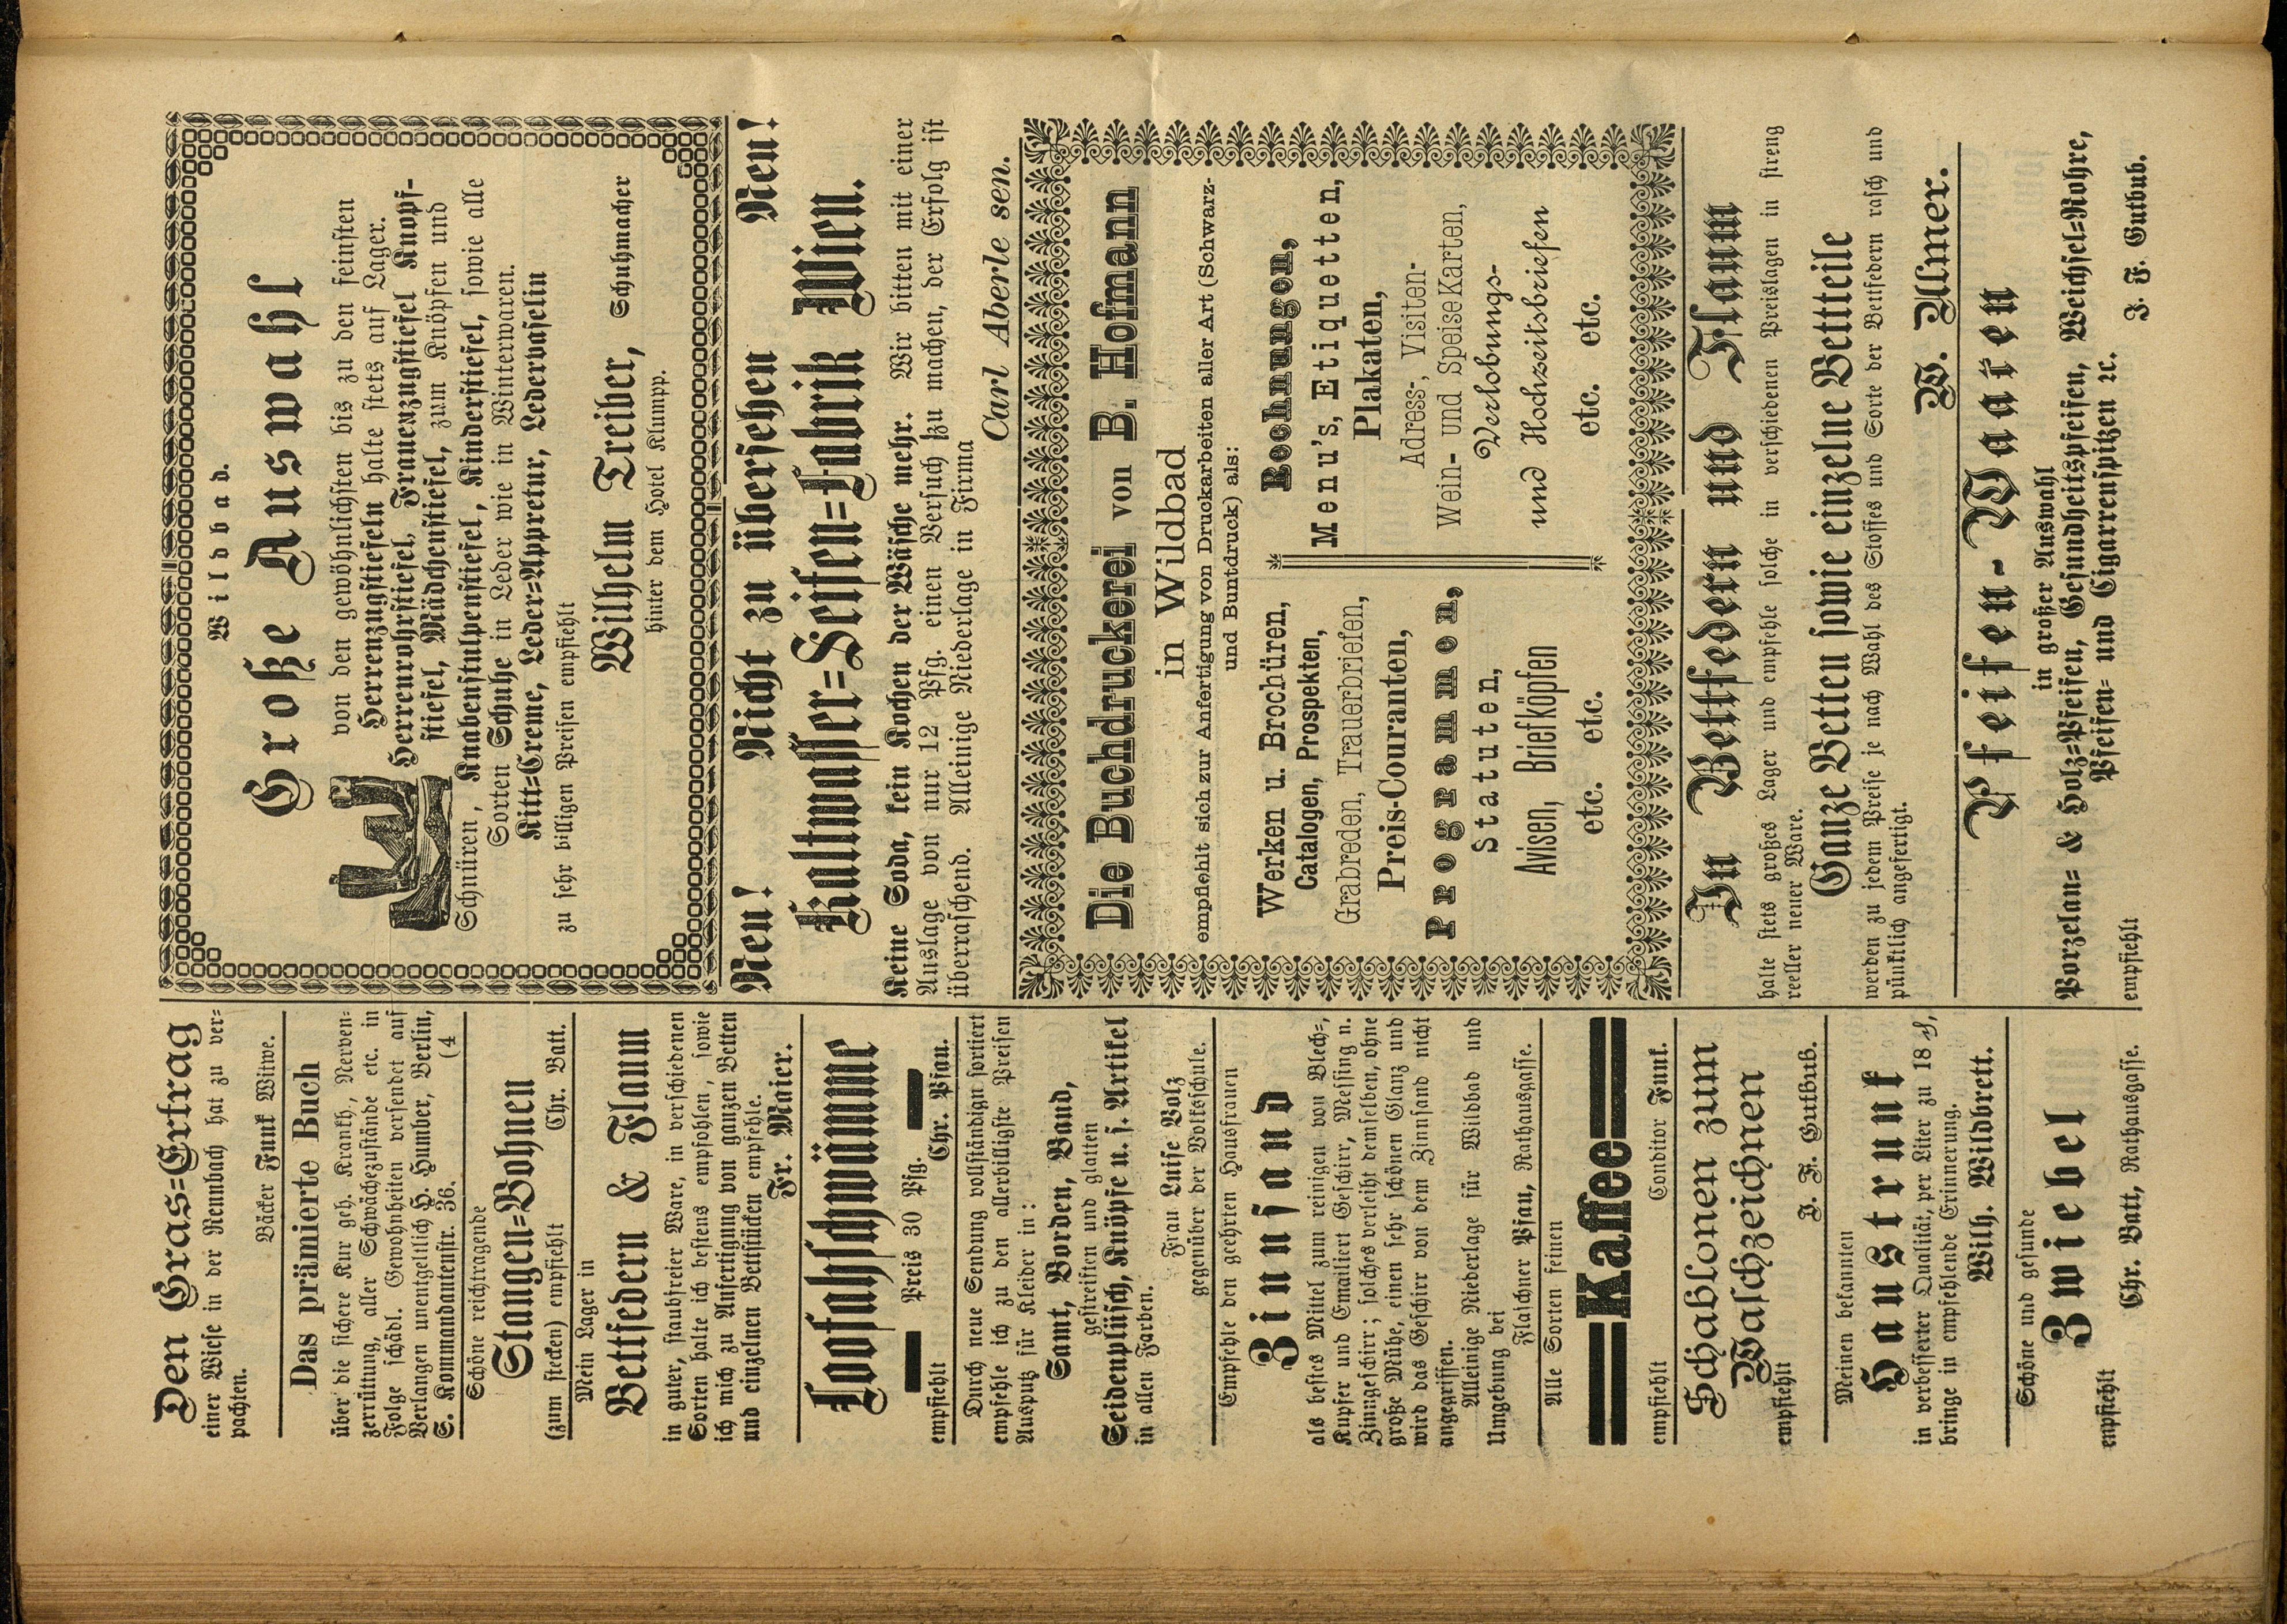 Den Gras=Ertrag
einer Wiese in der Rennbach hat zu ver=
pachten.
Bäcker Funk Witwe.
Das prämierte Buch
über die sichere Kur geh. Krankh., Nerven=
zerrüttung, aller Schwächezustände etc. in
Folge schädl. Gewohnheiten versendet auf
Verlangen unentgeltlich H. Humber, Berlin,
S. Kommandantenstr. 36. (4
Schöne reichtragende
Stangen=Bohnen
(zum stecken) empfiehlt Chr. Batt.
Mein Lager in
Bettfedern & Flaum
in guter, staubfreier Ware, in verschiedenen
Sorten halte ich bestens empfohlen, sowie
ich mich zu Anfertigung von ganzen Betten
und einzelnen Bettstücken empfehle.
Fr. Maier.
Loofahschwämme
Preis 30 Pfg.
empfiehlt Chr. Pfau.
Durch neue Sendung vollständign sortiert
empfehle ich zu den allerbilligste Preisen
Ausputz für Kleider in:
Samt, Borden, Band,
gestreiften und glatten
Seidenplüsch, Knöpfe u. s. Artikel
in allen Farben.
Frau Luise Volz
gegenüber der Volksschule.
Empfehle den geehrten Hausfrauen
Zinnsand
als bestes Mittel zum reinigen von Blech=,
Kupfer und Emailiert Geschirr, Messing u.
Zinngeschirr; solches verleiht demselben, ohne
große Mühe, einen sehr schönen Glanz und
wird das Geschirr von dem Zinnsand nicht
angegriffen.
Alleinige Niederlage für Wildbad und
Umgebung bei
Flaschner Pfau, Rathausgasse.
Alle Sorten feinen
Kaffee
empfiehlt Conditor Funk.
Schablonen zum
Waschzeichnen
empfiehlt J. F. Gutbub.
Meinen bekannten
Haustrunk
in verbesserter Qualität, per Liter zu 18 ₰,
bringe in empfehlende Erinnerung.
Wilh. Wildbrett.
Schöne und gesunde
Zwiebel
empfiehlt Chr. Batt, Rathausgasse.
Wildbad.
Große Auswahl
von den gewöhnlichsten bis zu den feinsten
Herrenzugstiefeln halte stets auf Lager.
Herrenrohrstiefel, Frauenzugstiefel Knopf-
stiefel, Mädchenstiefel, zum Knöpfen und
Schnüren, Knabenstulpenstiefel, Kinderstiefel, sowie alle
Sorten Schuhe in Leder wie in Winterwaren.
Kitt=Creme, Leder=Appretur, Ledervaselin
zu sehr billigen Preisen empfiehlt
Wilhelm Treiber, Schuhmacher
hinter dem Hotel Klumpp.
Neu! Nicht zu übersehen Neu!
Kaltwasser=Seifen=Fabrik Wien.
Keine Soda, kein Kochen der Wäsche mehr. Wir bitten mit einer
Auslage von nur 12 Pfg. einen Versuch zu machen, der Erfolg ist
überraschend. Alleinige Niederlage in Firma
Carl Aberle sen.
Die Buchdruckerei von B. Hofmann
in Wildbad
empfiehlt sich zur Anfertigung von Druckarbeiten aller Art (Schwarz-
und Buntdruck) als:
Werken u. Brochüren,
Catalogen, Prospekten,
Grabreden, Trauerbriefen,
Preis-Couranten,
Programmen,
Statuten,
Avisen, Briefköpfen
etc. etc.
Rechnungen,
Menu's, Etiquetten,
Plakaten,
Adress-, Visiten-
Wein- und Speise Karten,
Verlobungs-
und Hochzeitsbriefen
etc. etc. etc.
In Bettfedern und Flaum
halte stets großes Lager und empfehle solche in verschiedenen Preislagen in streng
reeller neuer Ware.
Ganze Betten sowie einzelne Bettteile
werden zu jedem Preise je nach Wahl des Stoffes und Sorte der Bettfedern rasch und
pünktlich angefertigt.
W. Ulmer.
Pfeifen-Waaren
in großer Auswahl
Porzelan= & Holz=Pfeifen, Gesundheitspfeifen, Weichsel=Rohre,
Pfeifen= und Cigarrenspitzen ꝛc.
empfiehlt J. F. Gutbub.